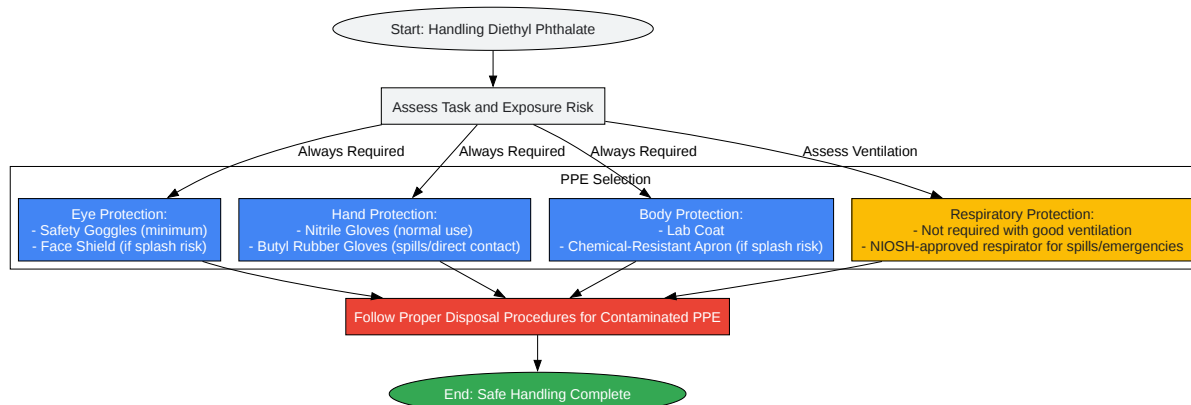 Start: Handling Diethyl Phthalate
Assess Task and Exposure Risk
Always Required
Always Required
Always Required
Assess Ventilation
PPE Selection
Eye Protection:
- Safety Goggles (minimum)
- Face Shield (if splash risk)
Hand Protection:
- Nitrile Gloves (normal use)
- Butyl Rubber Gloves (spills/direct contact)
Body Protection:
- Lab Coat
- Chemical-Resistant Apron (if splash risk)
Respiratory Protection:
- Not required with good ventilation
- NIOSH-approved respirator for spills/emergencies
Follow Proper Disposal Procedures for Contaminated PPE
End: Safe Handling Complete